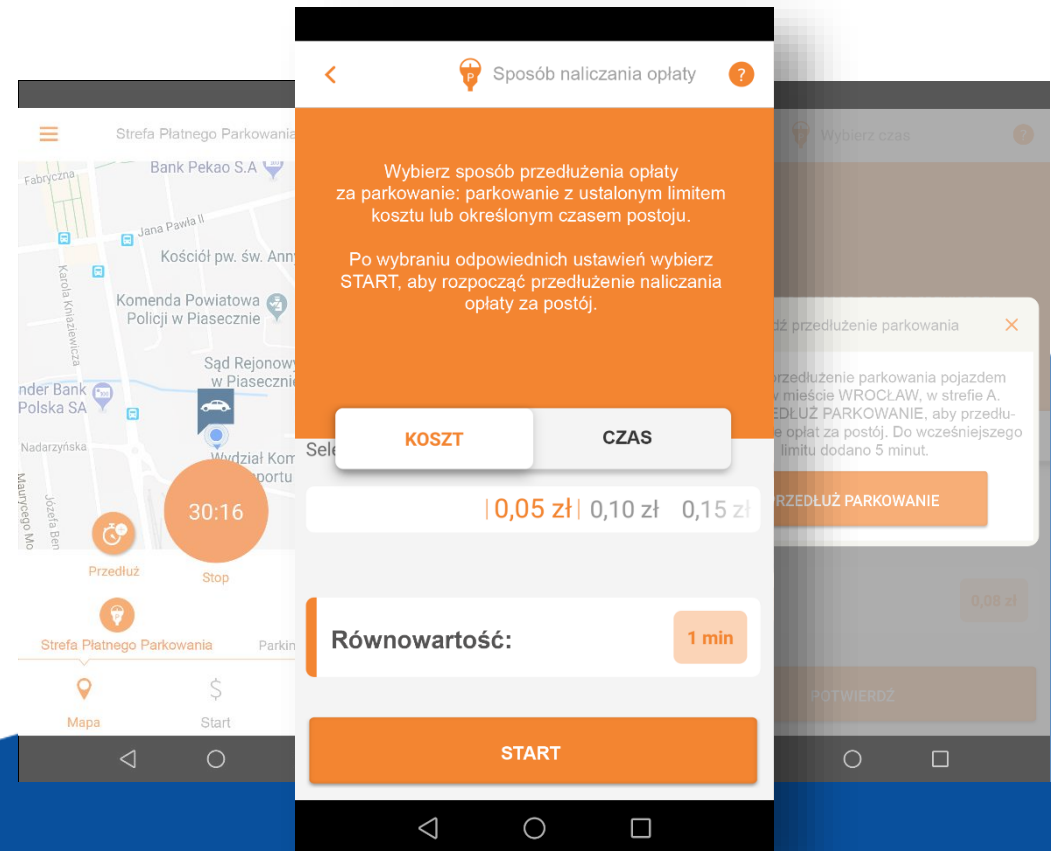 Strefa Płatnego Parkowania
Fabryczna
Bank Pekao S.A
Jana Pawła II
Kościół pw. św. Anny
Karola Kniaziewicza
Komenda Powiatowa
Policji w Piasecznie
Sąd Rejonowy
w Piasecznie
nder Bank
Polska SA
Nadarzyńska
Wydział Kom
portu
Maurycego Mo
Józefa Ben
30:16
Przedłuż
Stop
Strefa Płatnego Parkowania
Parkin
Mapa
Start
Sposób naliczania opłaty
?
Wybierz sposób przedłużenia opłaty
za parkowanie: parkowanie z ustalonym limitem
kosztu lub określonym czasem postoju.
Po wybraniu odpowiednich ustawień wybierz
START, aby rozpocząć przedłużenie naliczania
opłaty za postój.
KOSZT
CZAS
Sele
0,05 zł
0,10 zł
0,15 zł
Równowartość:
1 min
START
Wybierz czas
?
dź przedłużenie parkowania
rzedłużenie parkowania pojazdem
mieście WROCŁAW, w strefie A.
EDŁUŻ PARKOWANIE, aby przedłu-
e opłat za postój. Do wcześniejszego
limitu dodano 5 minut.
RZEDŁUŻ PARKOWANIE
0,08 zł
POTWIERDŹ